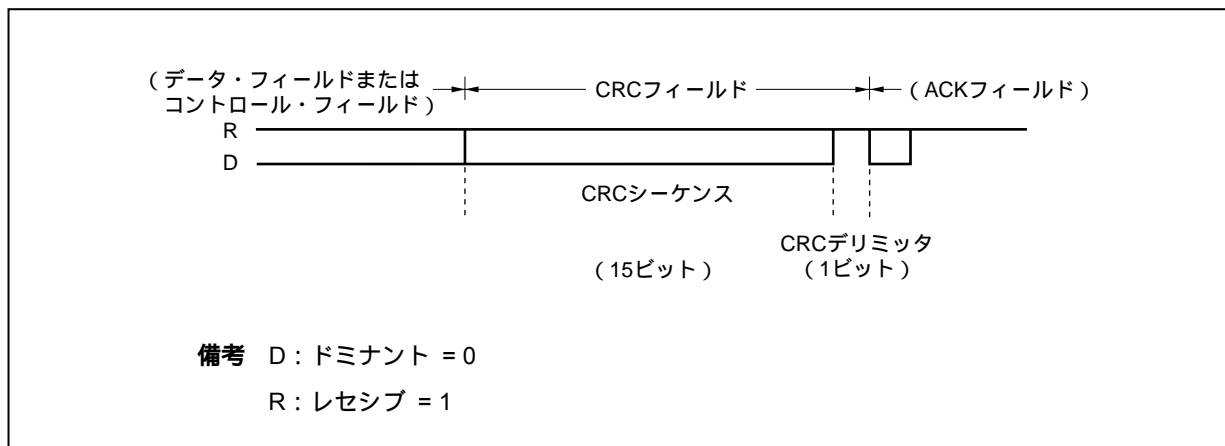 (データ・フィールドまたは
コントロール・フィールド)
CRCフィールド
(ACKフィールド)
R
D
CRCシーケンス
CRCデリミッタ
(15ビット)
(1ビット)
備考 D:ドミナント = 0
R:レセシブ = 1